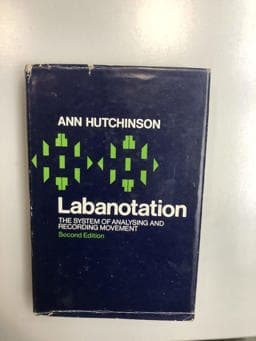 ANN HUTCHINSON
Labanotation
THE SYSTEM OF ANALYSING AND
RECORDING MOVEMENT
Second Edition